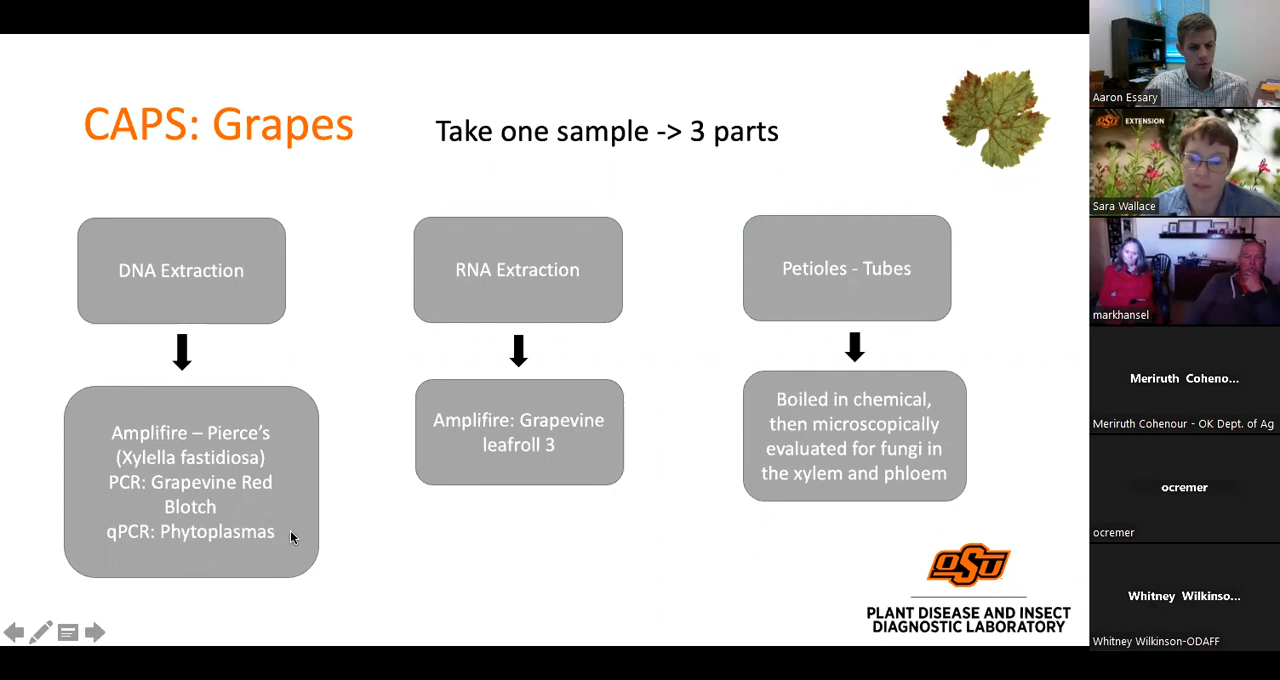 CAPS: Grapes
Take one sample -> 3 parts
DNA Extraction
RNA Extraction
Petioles - Tubes
Amplifire – Pierce’s
(Xylella fastidiosa)
PCR: Grapevine Red
Blotch
qPCR: Phytoplasmas
Amplifire: Grapevine
leafroll 3
Boiled in chemical,
then microscopically
evaluated for fungi in
the xylem and phloem
OSU
PLANT DISEASE AND INSECT
DIAGNOSTIC LABORATORY
Aaron Essary
OSU EXTENSION
Sara Wallace
markhansel
Meriruth Coheno...
Meriruth Cohenour - OK Dept. of Ag
ocremer
ocremer
Whitney Wilkinso...
Whitney Wilkinson-ODAFF